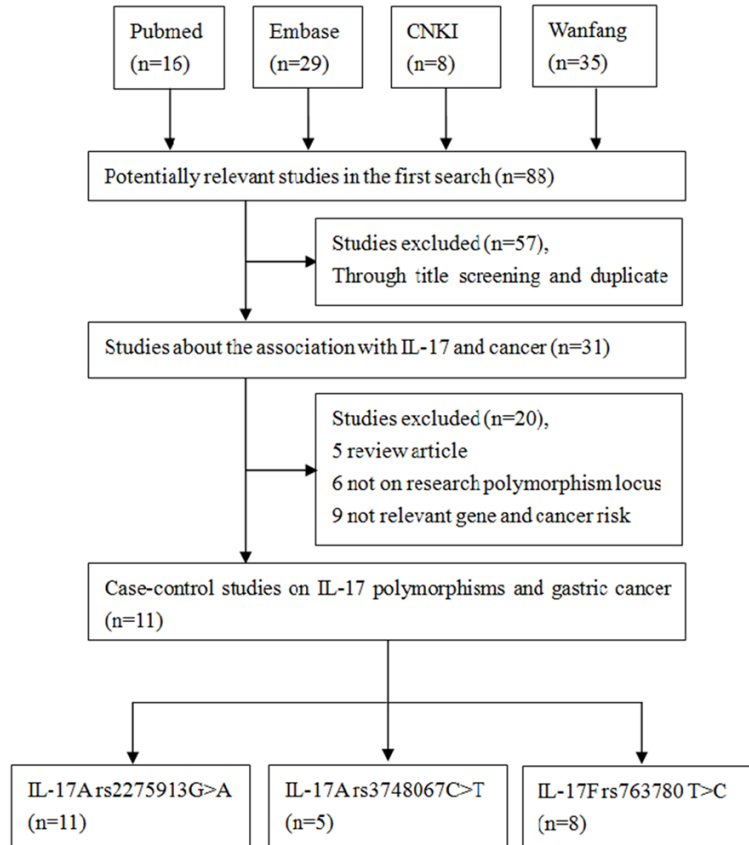 Pubmed
(n=16)
Embase
(n=29)
CNKI
(n=8)
Wanfang
(n=35)
Potentially relevant studies in the first search (n=88)
Studies excluded (n=57),
Through title screening and duplicate
Studies about the association with IL-17 and cancer (n=31)
Studies excluded (n=20),
5 review article
6 not on research polymorphism locus
9 not relevant gene and cancer risk
Case-control studies on IL-17 polymorphisms and gastric cancer
(n=11)
IL-17A rs2275913G>A
(n=11)
IL-17A rs3748067C>T
(n=5)
IL-17F rs763780 T>C
(n=8)